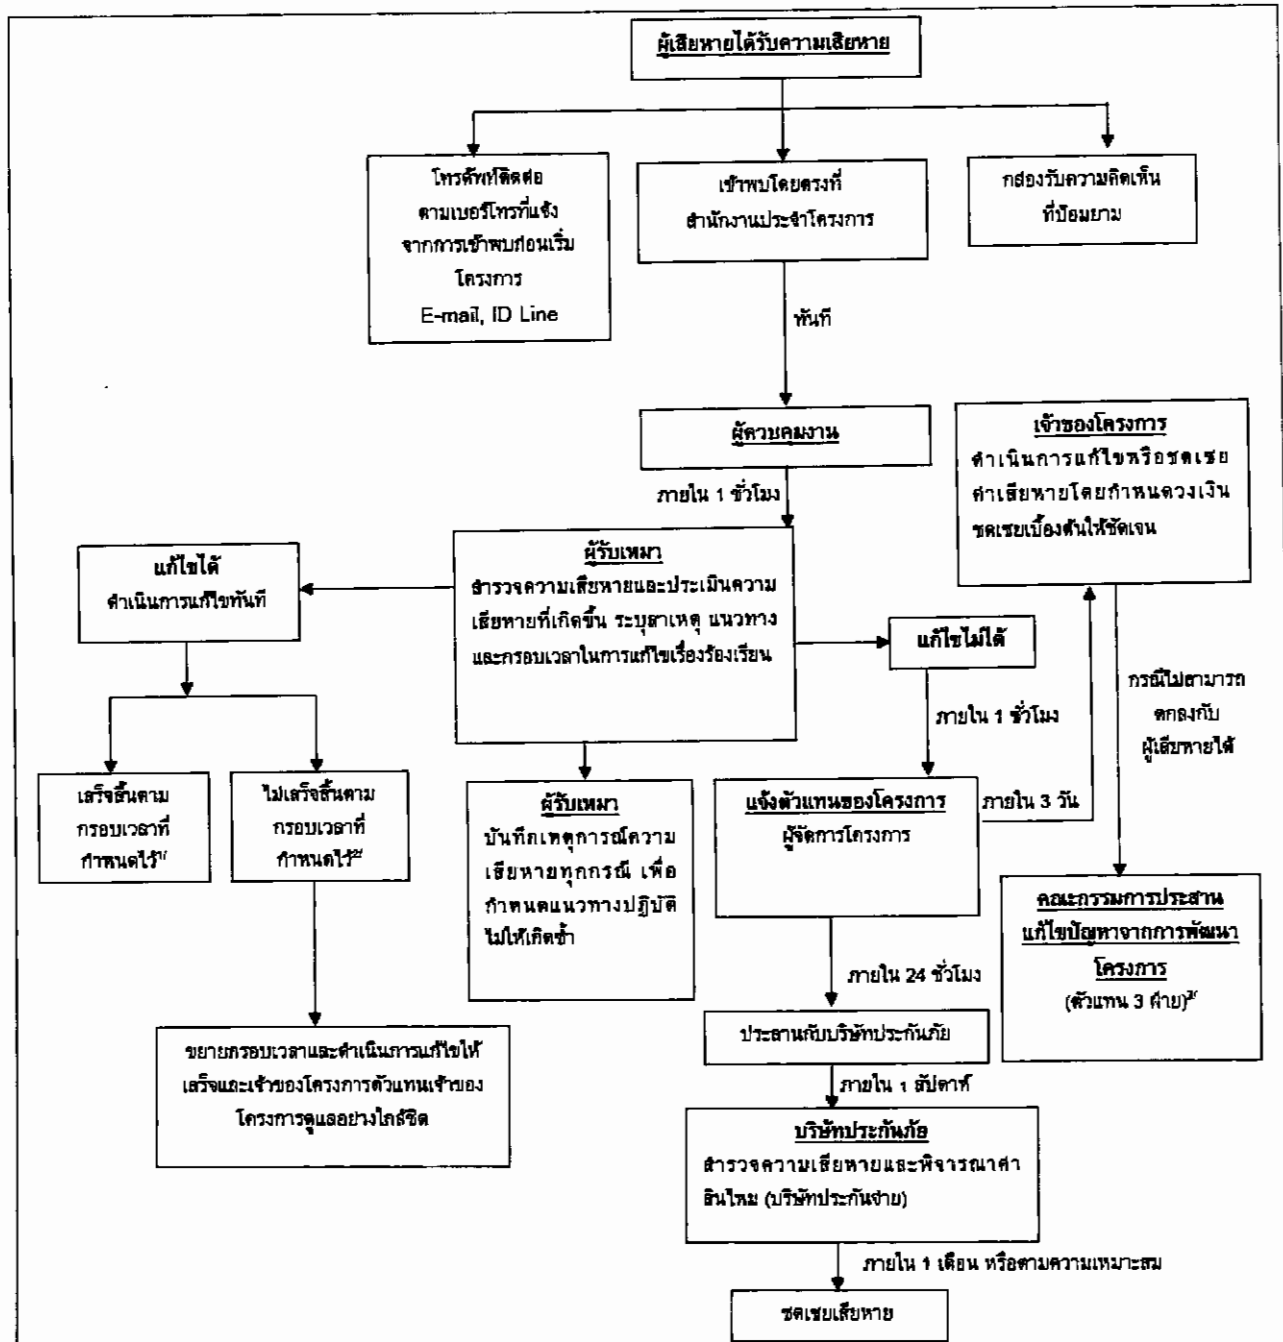 ผู้เสียหายได้รับความเสียหาย
โทรศัพท์ติดต่อ
ตามเบอร์โทรที่แจ้ง
จากการเข้าพบก่อนเริ่ม
โครงการ
E-mail, ID Line
เข้าพบโดยตรงที่
สำนักงานประจำโครงการ
กล่องรับความคิดเห็น
ที่ป้อมยาม
ทันที
ผู้ควบคุมงาน
ภายใน 1 ชั่วโมง
เจ้าของโครงการ
ดำเนินการแก้ไขหรือชดเชย
ค่าเสียหายโดยกำหนดวงเงิน
ชดเชยเบื้องต้นให้ชัดเจน
แก้ไขได้
ดำเนินการแก้ไขทันที
ผู้รับเหมา
สำรวจความเสียหายและประเมินความ
เสียหายที่เกิดขึ้น ระบุสาเหตุ แนวทาง
และกรอบเวลาในการแก้ไขเรื่องร้องเรียน
แก้ไขไม่ได้
ภายใน 1 ชั่วโมง
กรณีไม่สามารถ
ตกลงกับ
ผู้เสียหายได้
เสร็จสิ้นตาม
กรอบเวลาที่
กำหนดไว้1/
ไม่เสร็จสิ้นตาม
กรอบเวลาที่
กำหนดไว้2/
ผู้รับเหมา
บันทึกเหตุการณ์ความ
เสียหายทุกกรณี เพื่อ
กำหนดแนวทางปฏิบัติ
ไม่ให้เกิดซ้ำ
แจ้งตัวแทนของโครงการ
ผู้จัดการโครงการ
ภายใน 3 วัน
คณะกรรมการประสาน
แก้ไขปัญหาจากการพัฒนา
โครงการ
(ตัวแทน 3 ฝ่าย)3/
ภายใน 24 ชั่วโมง
ประสานกับบริษัทประกันภัย
ขยายกรอบเวลาและดำเนินการแก้ไขให้
เสร็จและเจ้าของโครงการตัวแทนเจ้าของ
โครงการดูแลอย่างใกล้ชิด
ภายใน 1 สัปดาห์
บริษัทประกันภัย
สำรวจความเสียหายและพิจารณาค่า
สินไหม (บริษัทประกันจ่าย)
ภายใน 1 เดือน หรือตามความเหมาะสม
ชดเชยเสียหาย